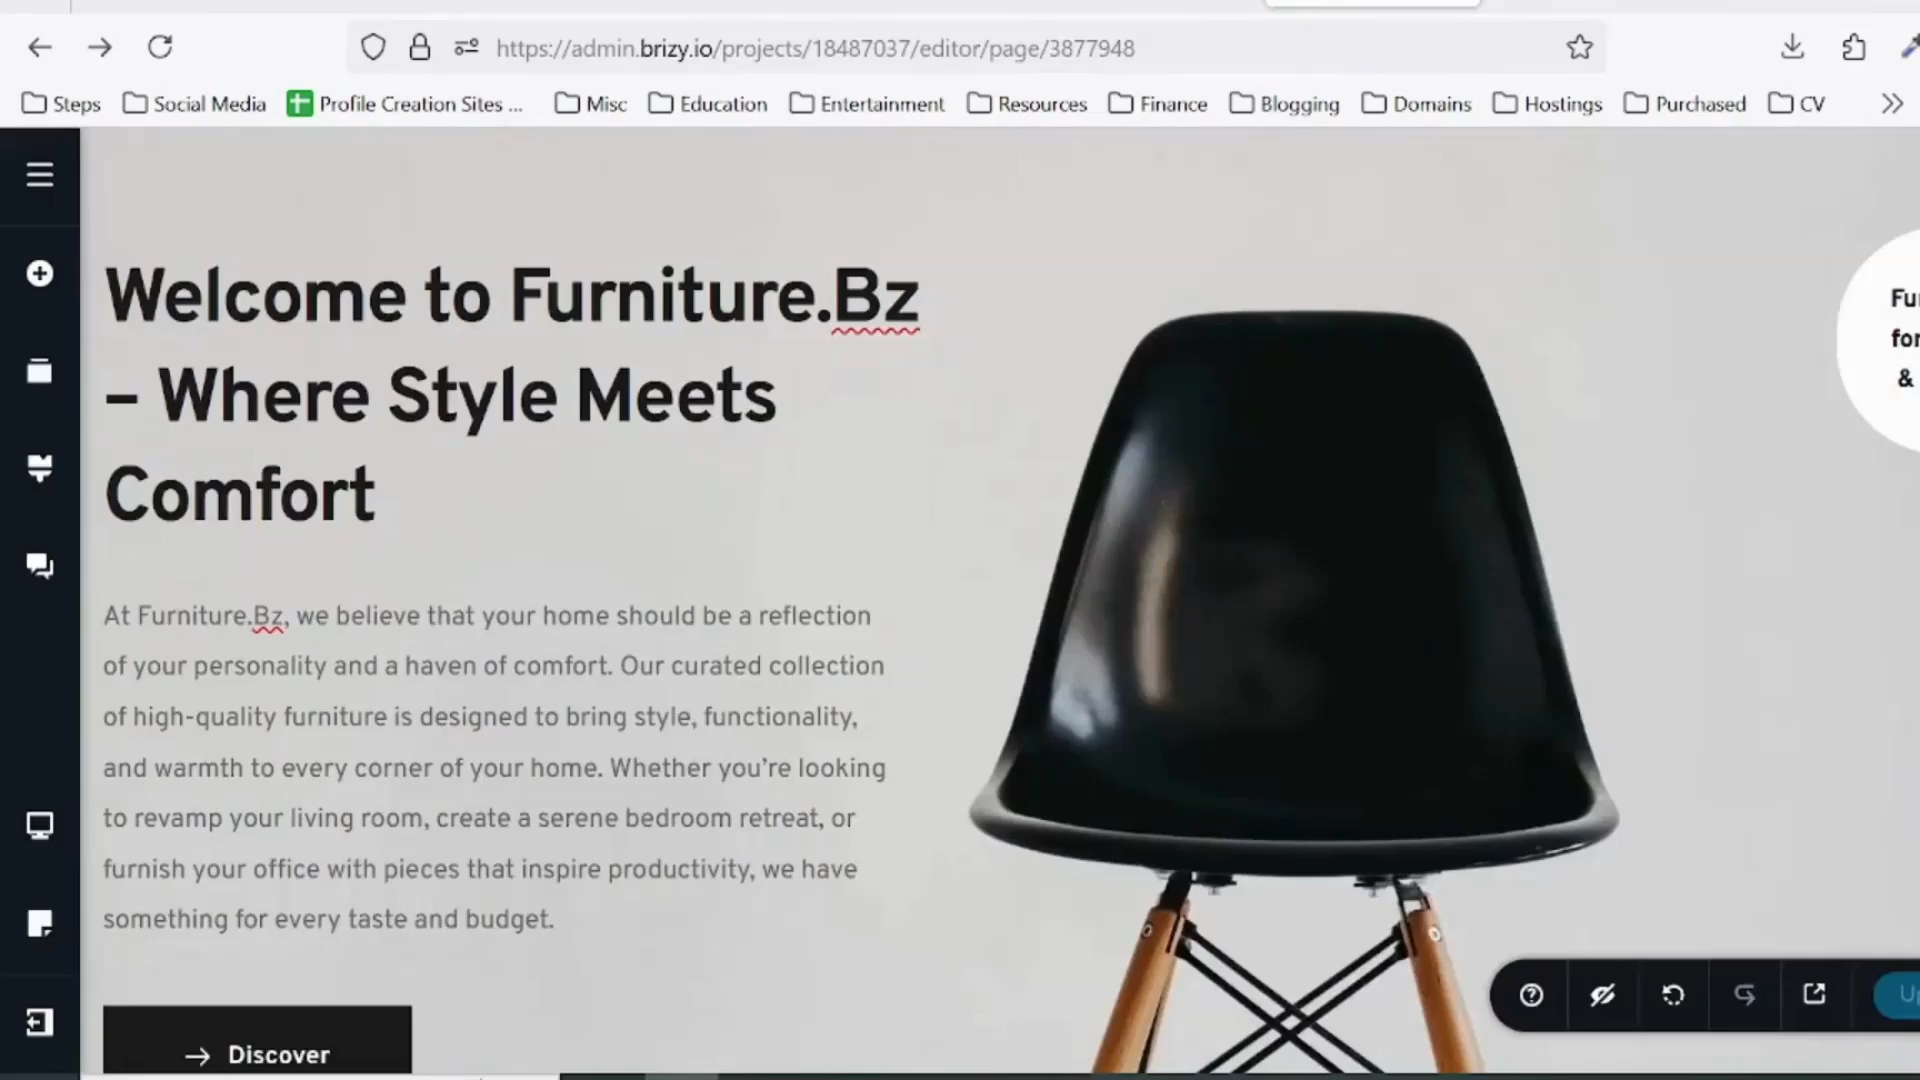 https://admin.brizy.io/projects/18487037/editor/page/3877948
Steps Social Media Profile Creation Sites ... Misc Education Entertainment Resources Finance Blogging Domains Hostings Purchased CV
Welcome to Furniture.Bz
– Where Style Meets
Comfort
At Furniture.Bz, we believe that your home should be a reflection
of your personality and a haven of comfort. Our curated collection
of high-quality furniture is designed to bring style, functionality,
and warmth to every corner of your home. Whether you’re looking
to revamp your living room, create a serene bedroom retreat, or
furnish your office with pieces that inspire productivity, we have
something for every taste and budget.
Discover
&